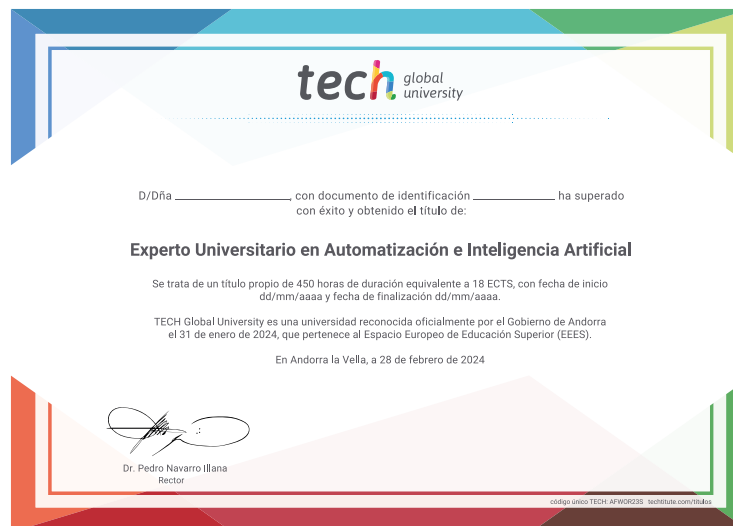 tech global university
D/Dña ________________, con documento de identificación ____________ ha superado
con éxito y obtenido el título de:
Experto Universitario en Automatización e Inteligencia Artificial
Se trata de un título propio de 450 horas de duración equivalente a 18 ECTS, con fecha de inicio
dd/mm/aaaa y fecha de finalización dd/mm/aaaa.
TECH Global University es una universidad reconocida oficialmente por el Gobierno de Andorra
el 31 de enero de 2024, que pertenece al Espacio Europeo de Educación Superior (EEES).
En Andorra la Vella, a 28 de febrero de 2024
Dr. Pedro Navarro Illana
Rector
código único TECH: AFWOR23S techtitute.com/titulos